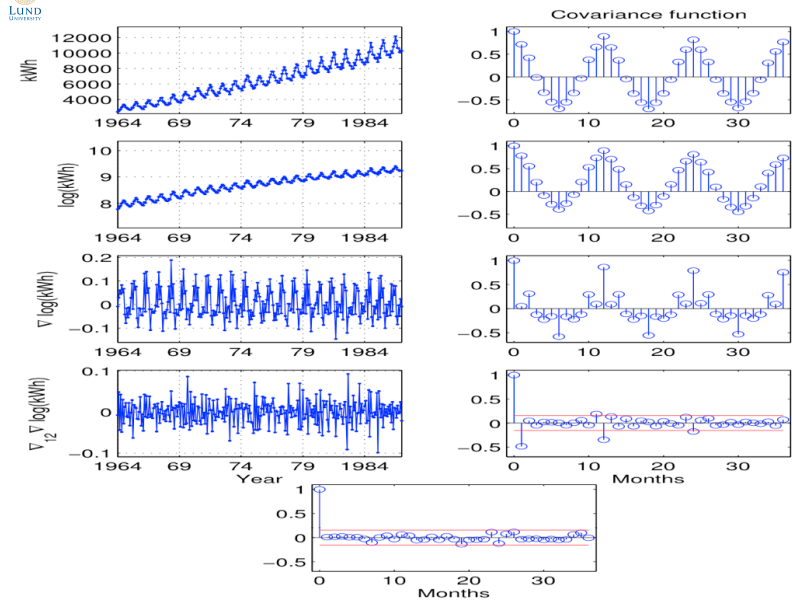 LUND
UNIVERSITY
Covariance function
12000
10000
8000
6000
4000
kWh
1964 69 74 79 1984
1
0.5
0
−0.5
0 10 20 30
10
9
8
log(kWh)
1964 69 74 79 1984
1
0.5
0
−0.5
0 10 20 30
0.2
0.1
0
−0.1
∇ log(kWh)
1964 69 74 79 1984
1
0.5
0
−0.5
0 10 20 30
0.1
0
−0.1
∇12 ∇ log(kWh)
1964 69 74 79 1984
Year
1
0.5
0
−0.5
0 10 20 30
Months
1
0.5
0
−0.5
0 10 20 30
Months